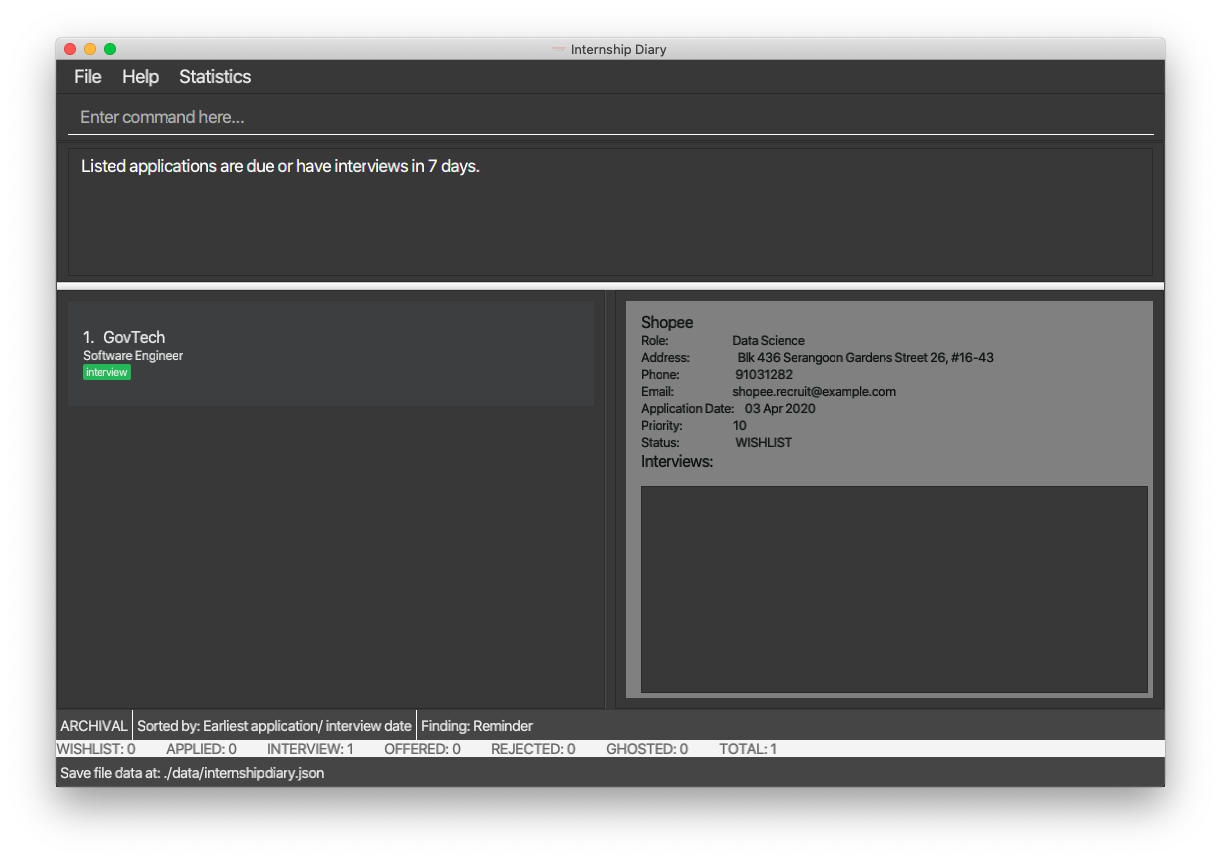 Internship Diary
File Help Statistics
Enter command here...
Listed applications are due or have interviews in 7 days.
1. GovTech
Software Engineer
interview
Shopee
Role: Data Science
Address: Blk 436 Serangoon Gardens Street 26, #16-43
Phone: 91031282
Email: shopee.recruit@example.com
Application Date: 03 Apr 2020
Priority: 10
Status: WISHLIST
Interviews:
ARCHIVAL Sorted by: Earliest application/ interview date Finding: Reminder
WISHLIST: 0 APPLIED: 0 INTERVIEW: 1 OFFERED: 0 REJECTED: 0 GHOSTED: 0 TOTAL: 1
Save file data at: ./data/internshipdiary.json